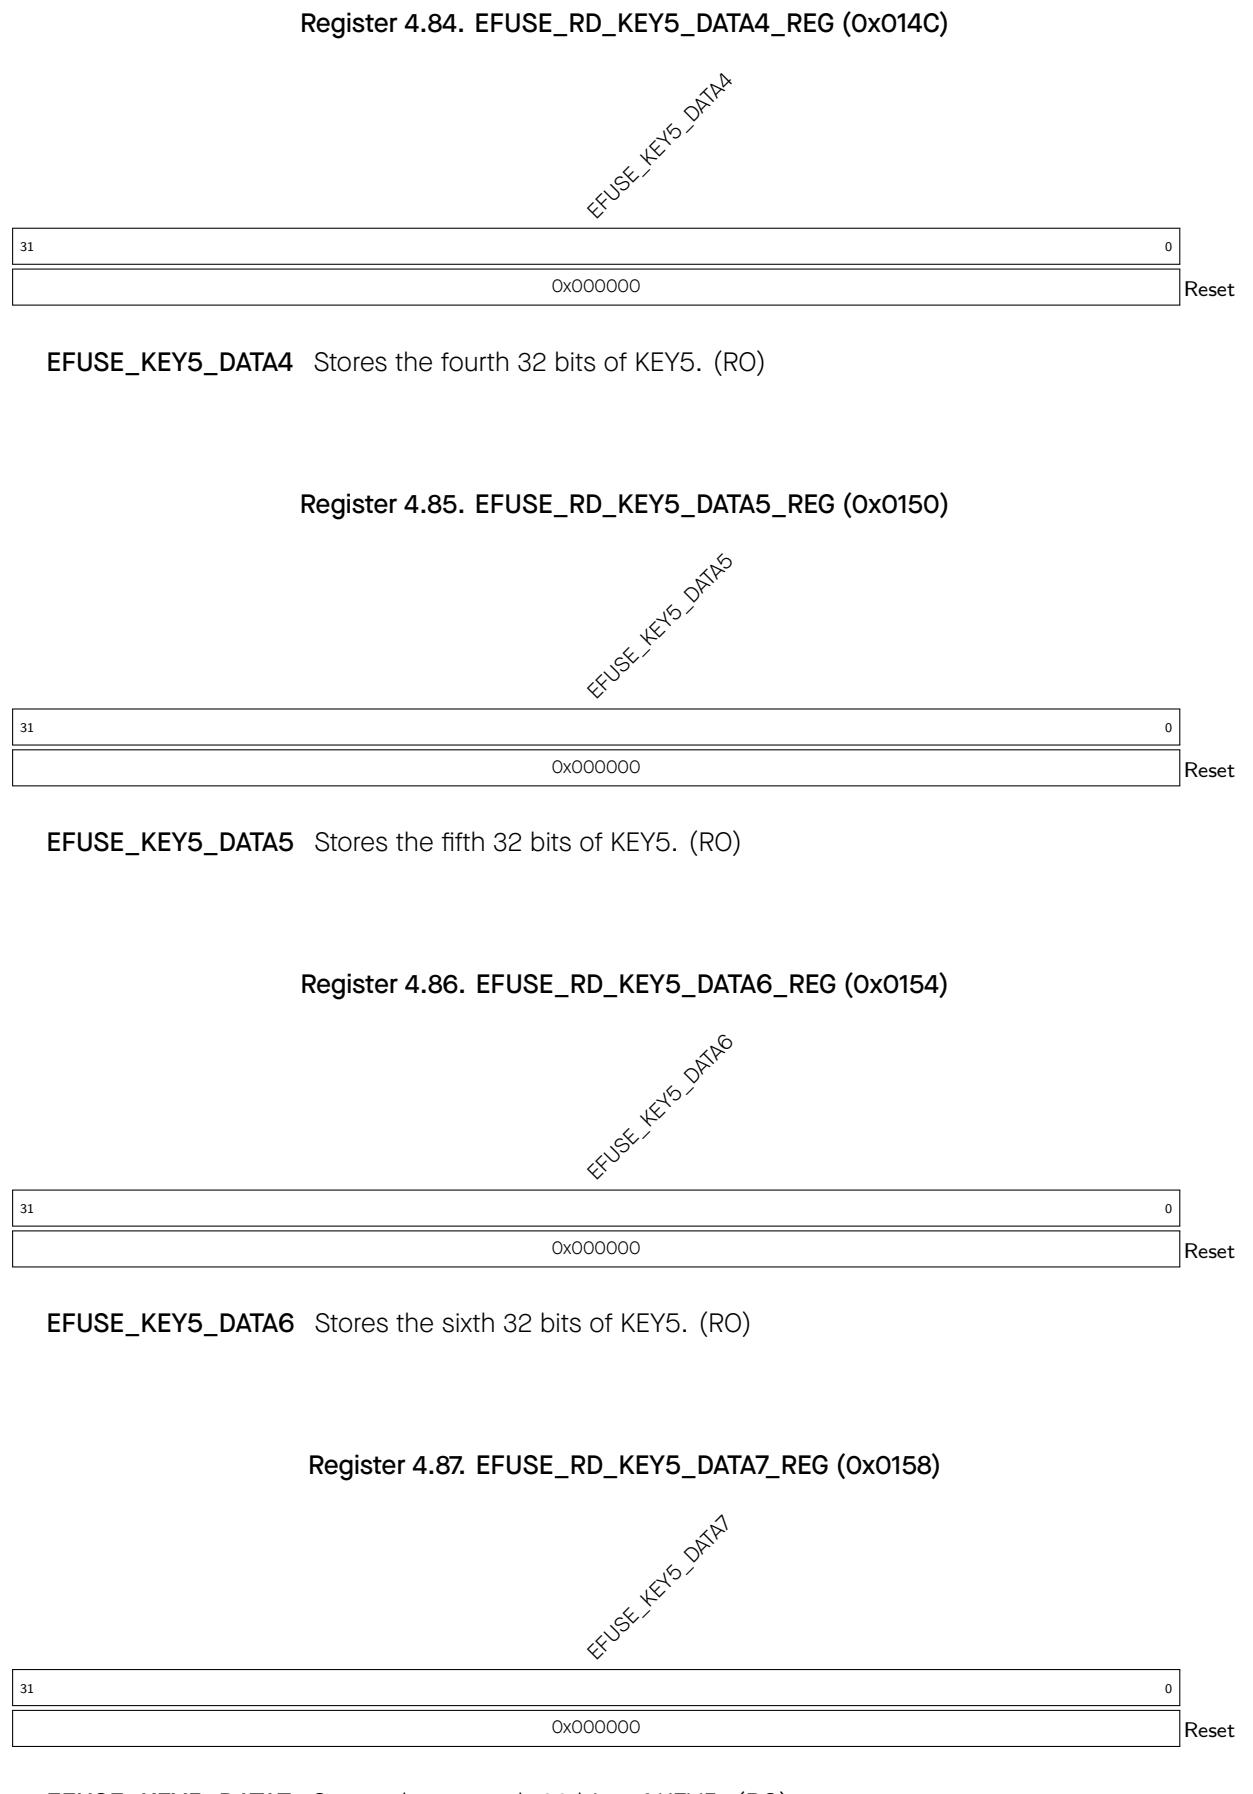 Register 4.84. EFUSE_RD_KEY5_DATA4_REG (0x014C)
EFUSE_KEY5_DATA4
31 0
0x000000 Reset
EFUSE_KEY5_DATA4 Stores the fourth 32 bits of KEY5. (RO)
Register 4.85. EFUSE_RD_KEY5_DATA5_REG (0x0150)
EFUSE_KEY5_DATA5
31 0
0x000000 Reset
EFUSE_KEY5_DATA5 Stores the fifth 32 bits of KEY5. (RO)
Register 4.86. EFUSE_RD_KEY5_DATA6_REG (0x0154)
EFUSE_KEY5_DATA6
31 0
0x000000 Reset
EFUSE_KEY5_DATA6 Stores the sixth 32 bits of KEY5. (RO)
Register 4.87. EFUSE_RD_KEY5_DATA7_REG (0x0158)
EFUSE_KEY5_DATA7
31 0
0x000000 Reset